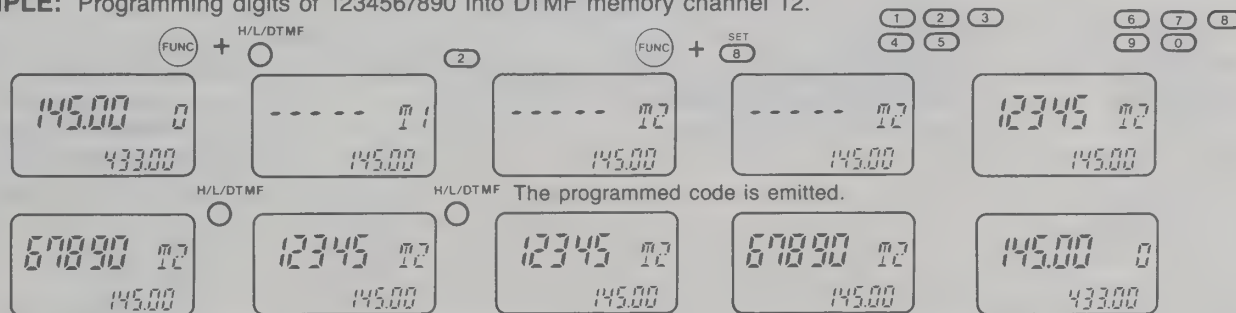 MPLE: Programming digits of 1234567890 into DTMF memory channel 12.
FUNC + H/L/DTMF
2
FUNC + SET 8
1 2 3
4 5
6 7 8
9 0
145.00 0
433.00
- - - - - m1
145.00
- - - - - m2
145.00
- - - - - m2
145.00
12345 m2
145.00
H/L/DTMF
H/L/DTMF
The programmed code is emitted.
67890 m2
145.00
12345 m2
145.00
12345 m2
145.00
67890 m2
145.00
145.00 0
433.00